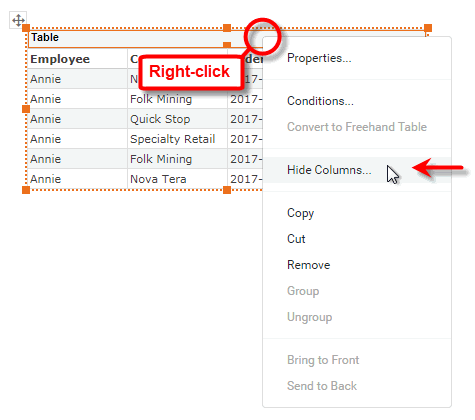 Table
Right-click
Employee
Annie
Annie Folk Mining 2017-
Annie Quick Stop 2017-
Annie Specialty Retail 2017-
Annie Folk Mining 2017-
Annie Nova Tera 2017-
Properties...
Conditions...
Convert to Freehand Table
Hide Columns...
Copy
Cut
Remove
Group
Ungroup
Bring to Front
Send to Back